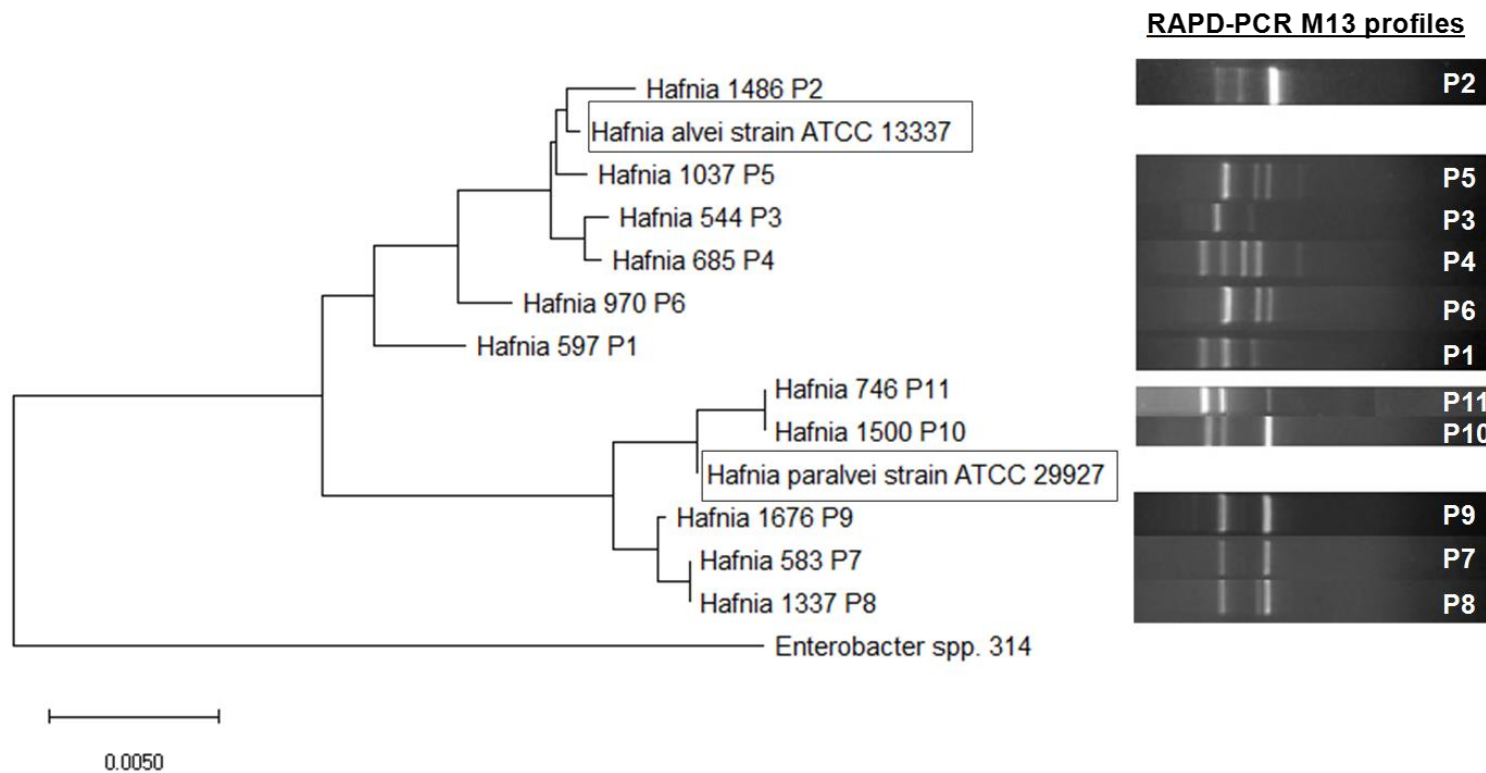 RAPD-PCR M13 profiles
Hafnia 1486 P2
P2
Hafnia alvei strain ATCC 13337
Hafnia 1037 P5
P5
Hafnia 544 P3
P3
Hafnia 685 P4
P4
Hafnia 970 P6
P6
Hafnia 597 P1
P1
Hafnia 746 P11
P11
Hafnia 1500 P10
P10
Hafnia paralvei strain ATCC 29927
Hafnia 1676 P9
P9
Hafnia 583 P7
P7
Hafnia 1337 P8
P8
Enterobacter spp. 314
0.0050